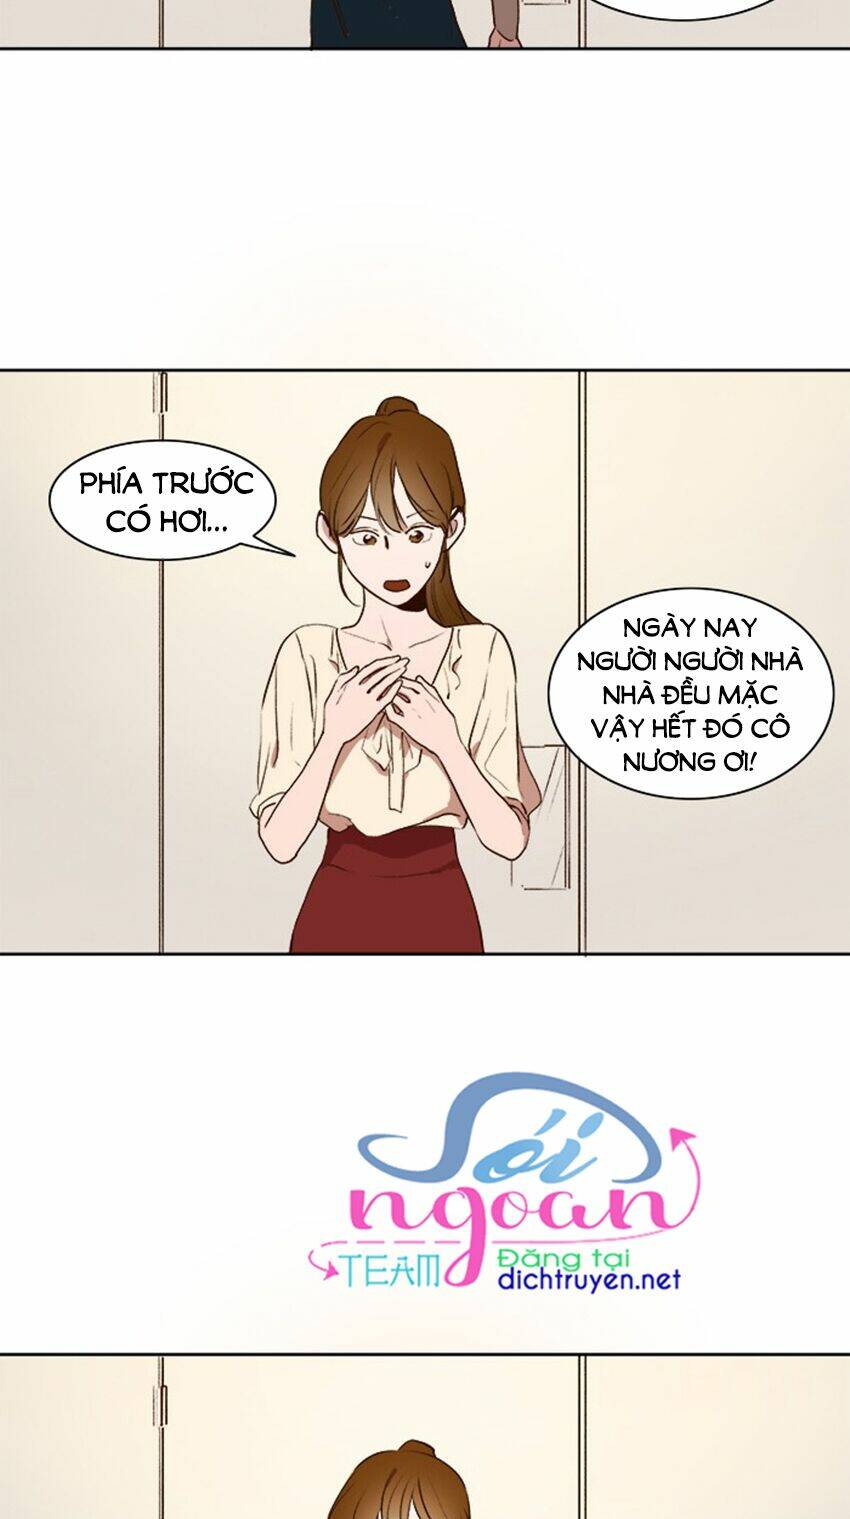 PHÍA TRƯỚC
CÓ HƠI...
NGÀY NAY
NGƯỜI NGƯỜI NHÀ
NHÀ ĐỀU MẶC
VẬY HẾT ĐÓ CÔ
NƯƠNG ƠI!
Sói
ngoan
TEAM
Đăng tại
dichtruyen.net